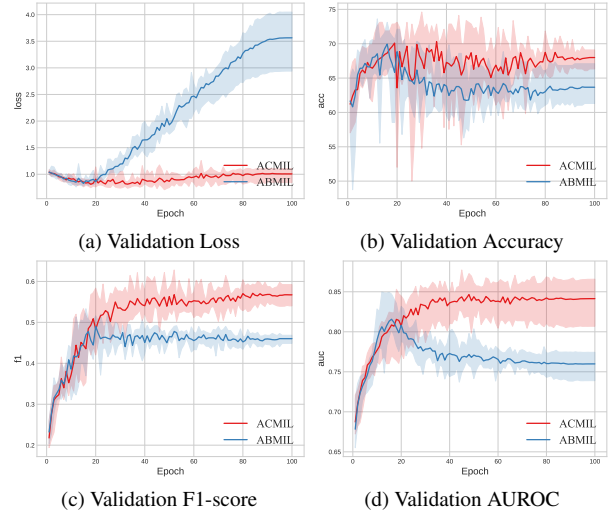 4.0
3.5
3.0
2.5
2.0
1.5
1.0
loss
ACMIL
ABMIL
0 20 40 60 80 100
Epoch
(a) Validation Loss
75
70
65
60
55
50
acc
ACMIL
ABMIL
0 20 40 60 80 100
Epoch
(b) Validation Accuracy
0.6
0.5
0.4
0.3
0.2
f1
ACMIL
ABMIL
0 20 40 60 80 100
Epoch
(c) Validation F1-score
0.85
0.80
0.75
0.70
0.65
auc
ACMIL
ABMIL
0 20 40 60 80 100
Epoch
(d) Validation AUROC